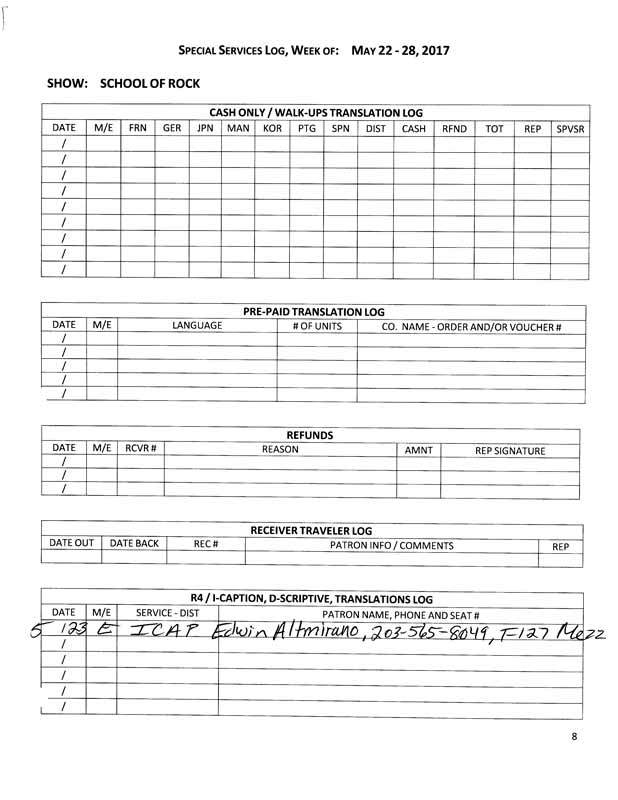 SPECIAL SERVICES LOG, WEEK OF: MAY 22 - 28, 2017
SHOW: SCHOOL OF ROCK
CASH ONLY / WALK-UPS TRANSLATION LOG
DATE M/E FRN GER JPN MAN KOR PTG SPN DIST CASH RFND TOT REP SPVSR
/
/
/
/
/
/
/
/
/
PRE-PAID TRANSLATION LOG
DATE M/E LANGUAGE # OF UNITS CO. NAME - ORDER AND/OR VOUCHER #
/
/
/
/
/
REFUNDS
DATE M/E RCVR # REASON AMNT REP SIGNATURE
/
/
/
RECEIVER TRAVELER LOG
DATE OUT DATE BACK REC # PATRON INFO / COMMENTS REP
R4 / I-CAPTION, D-SCRIPTIVE, TRANSLATIONS LOG
DATE M/E SERVICE - DIST PATRON NAME, PHONE AND SEAT #
5 / 23 E ICAP Edwin Altmirano, 203-565-8049, F-127 Mezz
/
/
/
/
/
8